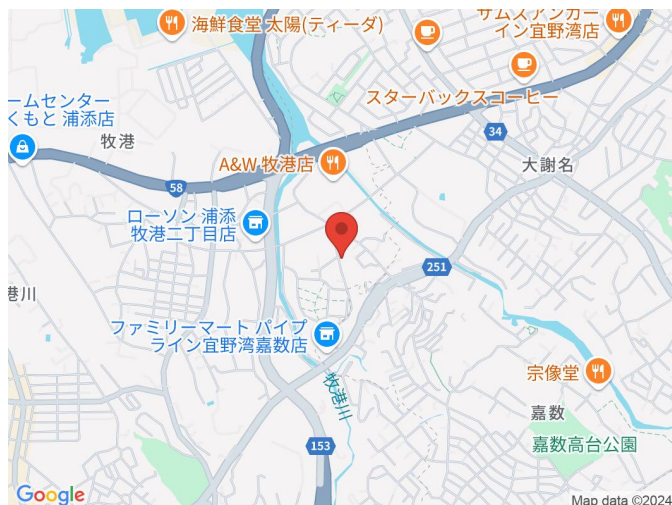 海鮮食堂 太陽(ティーダ)
サムズアンカー
イン宜野湾店
スターバックスコーヒー
ームセンター
くもと 浦添店
牧港
34
大謝名
A&W 牧港店
58
ローソン 浦添
牧港二丁目店
251
港川
ファミリーマート パイプ
ライン宜野湾嘉数店
牧港川
宗像堂
嘉数
嘉数高台公園
153
Google
Map data ©2024